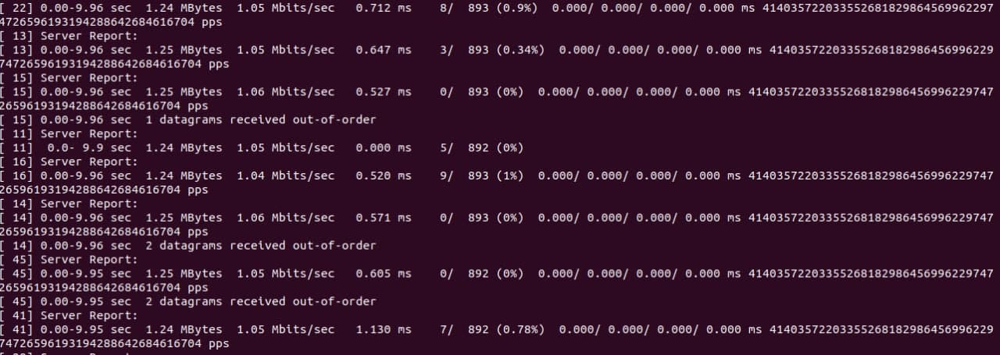 [ 22] 0.00-9.96 sec  1.24 MBytes  1.05 Mbits/sec   0.712 ms    8/  893 (0.9%)  0.000/ 0.000/ 0.000/ 0.000 ms 414035722033552681829864569962297
47265961931942886426846167​04 pps
[ 13] Server Report:
[ 13] 0.00-9.96 sec  1.25 MBytes  1.05 Mbits/sec   0.647 ms    3/  893 (0.34%)  0.000/ 0.000/ 0.000/ 0.000 ms 41403572203355268182986456996229
74726596193194288642684616704 pps
[ 15] Server Report:
[ 15] 0.00-9.96 sec  1.25 MBytes  1.06 Mbits/sec   0.527 ms    0/  893 (0%)  0.000/ 0.000/ 0.000/ 0.000 ms 41403572203355268182986456996229747
26596193194288642684616704 pps
[ 15] 0.00-9.96 sec  1 datagrams received out-of-order
[ 11] Server Report:
[ 11]  0.0- 9.9 sec  1.24 MBytes  1.05 Mbits/sec   0.000 ms    5/  892 (0%)
[ 16] Server Report:
[ 16] 0.00-9.96 sec  1.24 MBytes  1.04 Mbits/sec   0.520 ms    9/  893 (1%)  0.000/ 0.000/ 0.000/ 0.000 ms 41403572203355268182986456996229747
26596193194288642684616704 pps
[ 14] Server Report:
[ 14] 0.00-9.96 sec  1.25 MBytes  1.06 Mbits/sec   0.571 ms    0/  893 (0%)  0.000/ 0.000/ 0.000/ 0.000 ms 41403572203355268182986456996229747
26596193194288642684616704 pps
[ 14] 0.00-9.96 sec  2 datagrams received out-of-order
[ 45] Server Report:
[ 45] 0.00-9.95 sec  1.25 MBytes  1.05 Mbits/sec   0.605 ms    0/  892 (0%)  0.000/ 0.000/ 0.000/ 0.000 ms 41403572203355268182986456996229747
26596193194288642684616704 pps
[ 45] 0.00-9.95 sec  2 datagrams received out-of-order
[ 41] Server Report:
[ 41] 0.00-9.95 sec  1.24 MBytes  1.05 Mbits/sec   1.130 ms    7/  892 (0.78%)  0.000/ 0.000/ 0.000/ 0.000 ms 41403572203355268182986456996229
7472659619319428864268461​6704 pps